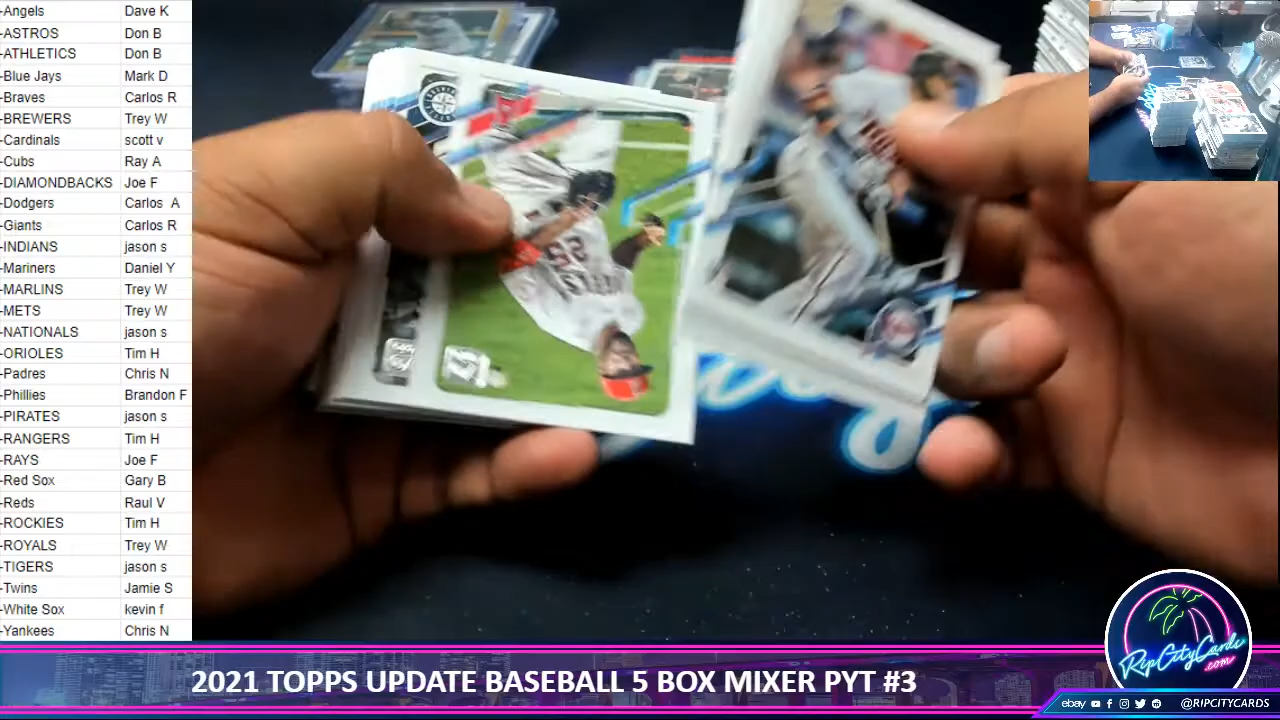 -Angels Dave K
-ASTROS Don B
-ATHLETICS Don B
-Blue Jays Mark D
-Braves Carlos R
-BREWERS Trey W
-Cardinals scott v
-Cubs Ray A
-DIAMONDBACKS Joe F
-Dodgers Carlos A
-Giants Carlos R
-INDIANS jason s
-Mariners Daniel Y
-MARLINS Trey W
-METS Trey W
-NATIONALS jason s
-ORIOLES Tim H
-Padres Chris N
-Phillies Brandon F
-PIRATES jason s
-RANGERS Tim H
-RAYS Joe F
-Red Sox Gary B
-Reds Raul V
-ROCKIES Tim H
-ROYALS Trey W
-TIGERS jason s
-Twins Jamie S
-White Sox kevin f
-Yankees Chris N
RipCityCards
.com
2021 TOPPS UPDATE BASEBALL 5 BOX MIXER PYT #3
ebay @RIPCITYCARDS